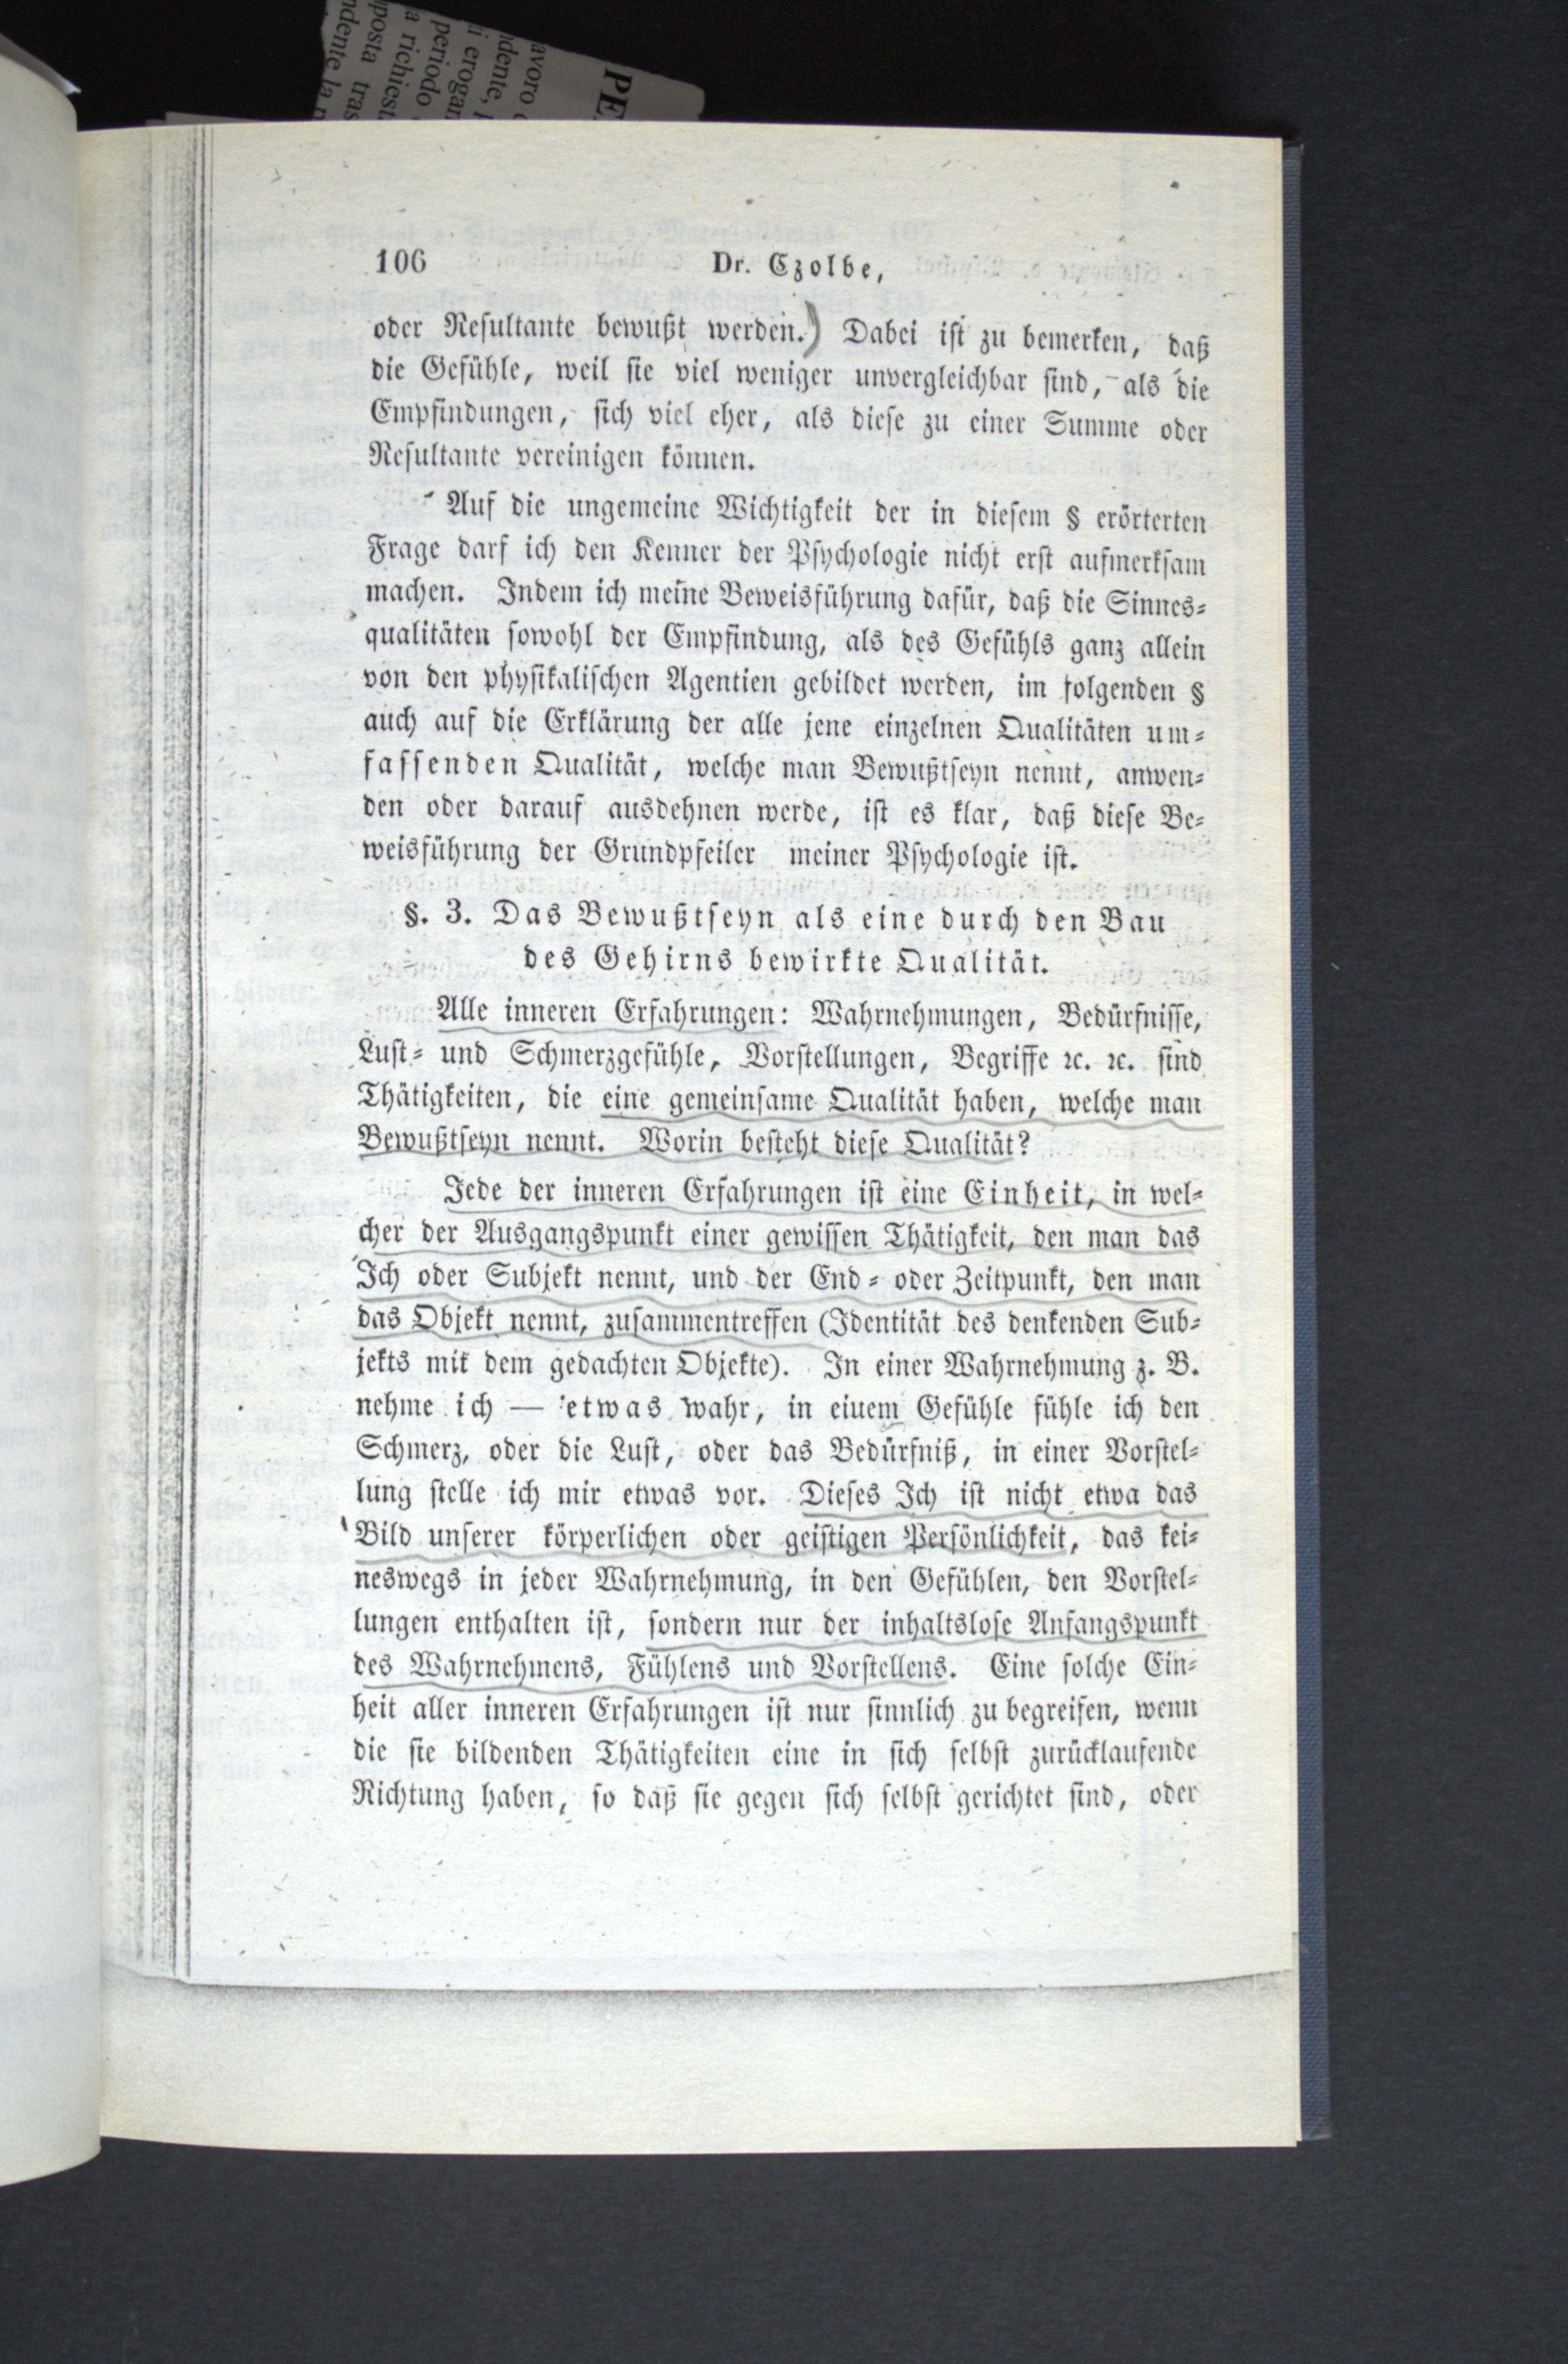 PE
avoro
ndente,
i erogan
periodo
a richiest
posta tras
ndente la
106
Dr. Czolbe,
oder Resultante bewußt werden.) Dabei ist zu bemerken, daß
die Gefühle, weil sie viel weniger unvergleichbar sind, als die
Empfindungen, sich viel eher, als diese zu einer Summe oder
Resultante vereinigen können.
Auf die ungemeine Wichtigkeit der in diesem § erörterten
Frage darf ich den Kenner der Psychologie nicht erst aufmerksam
machen. Indem ich meine Beweisführung dafür, daß die Sinnes-
qualitäten sowohl der Empfindung, als des Gefühls ganz allein
von den physikalischen Agentien gebildet werden, im folgenden §
auch auf die Erklärung der alle jene einzelnen Qualitäten um-
fassenden Qualität, welche man Bewußtseyn nennt, anwen-
den oder darauf ausdehnen werde, ist es klar, daß diese Be-
weisführung der Grundpfeiler meiner Psychologie ist.
§. 3. Das Bewußtseyn als eine durch den Bau
des Gehirns bewirkte Qualität.
Alle inneren Erfahrungen: Wahrnehmungen, Bedürfnisse,
Lust- und Schmerzgefühle, Vorstellungen, Begriffe ꝛc. ꝛc. sind
Thätigkeiten, die eine gemeinsame Qualität haben, welche man
Bewußtseyn nennt. Worin besteht diese Qualität?
Jede der inneren Erfahrungen ist eine Einheit, in wel-
cher der Ausgangspunkt einer gewissen Thätigkeit, den man das
Ich oder Subjekt nennt, und der End- oder Zeitpunkt, den man
das Objekt nennt, zusammentreffen (Identität des denkenden Sub-
jekts mit dem gedachten Objekte). In einer Wahrnehmung z. B.
nehme ich — etwas wahr, in eiuem Gefühle fühle ich den
Schmerz, oder die Lust, oder das Bedürfniß, in einer Vorstel-
lung stelle ich mir etwas vor. Dieses Ich ist nicht etwa das
Bild unserer körperlichen oder geistigen Persönlichkeit, das kei-
neswegs in jeder Wahrnehmung, in den Gefühlen, den Vorstel-
lungen enthalten ist, sondern nur der inhaltslose Anfangspunkt
des Wahrnehmens, Fühlens und Vorstellens. Eine solche Ein-
heit aller inneren Erfahrungen ist nur sinnlich zu begreifen, wenn
die sie bildenden Thätigkeiten eine in sich selbst zurücklaufende
Richtung haben, so daß sie gegen sich selbst gerichtet sind, oder